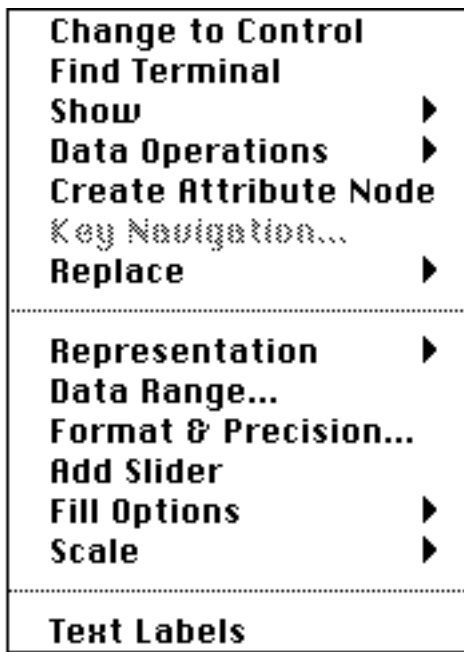 Change to Control
Find Terminal
Show
Data Operations
Create Attribute Node
Key Navigation...
Replace
Representation
Data Range...
Format & Precision...
Add Slider
Fill Options
Scale
Text Labels